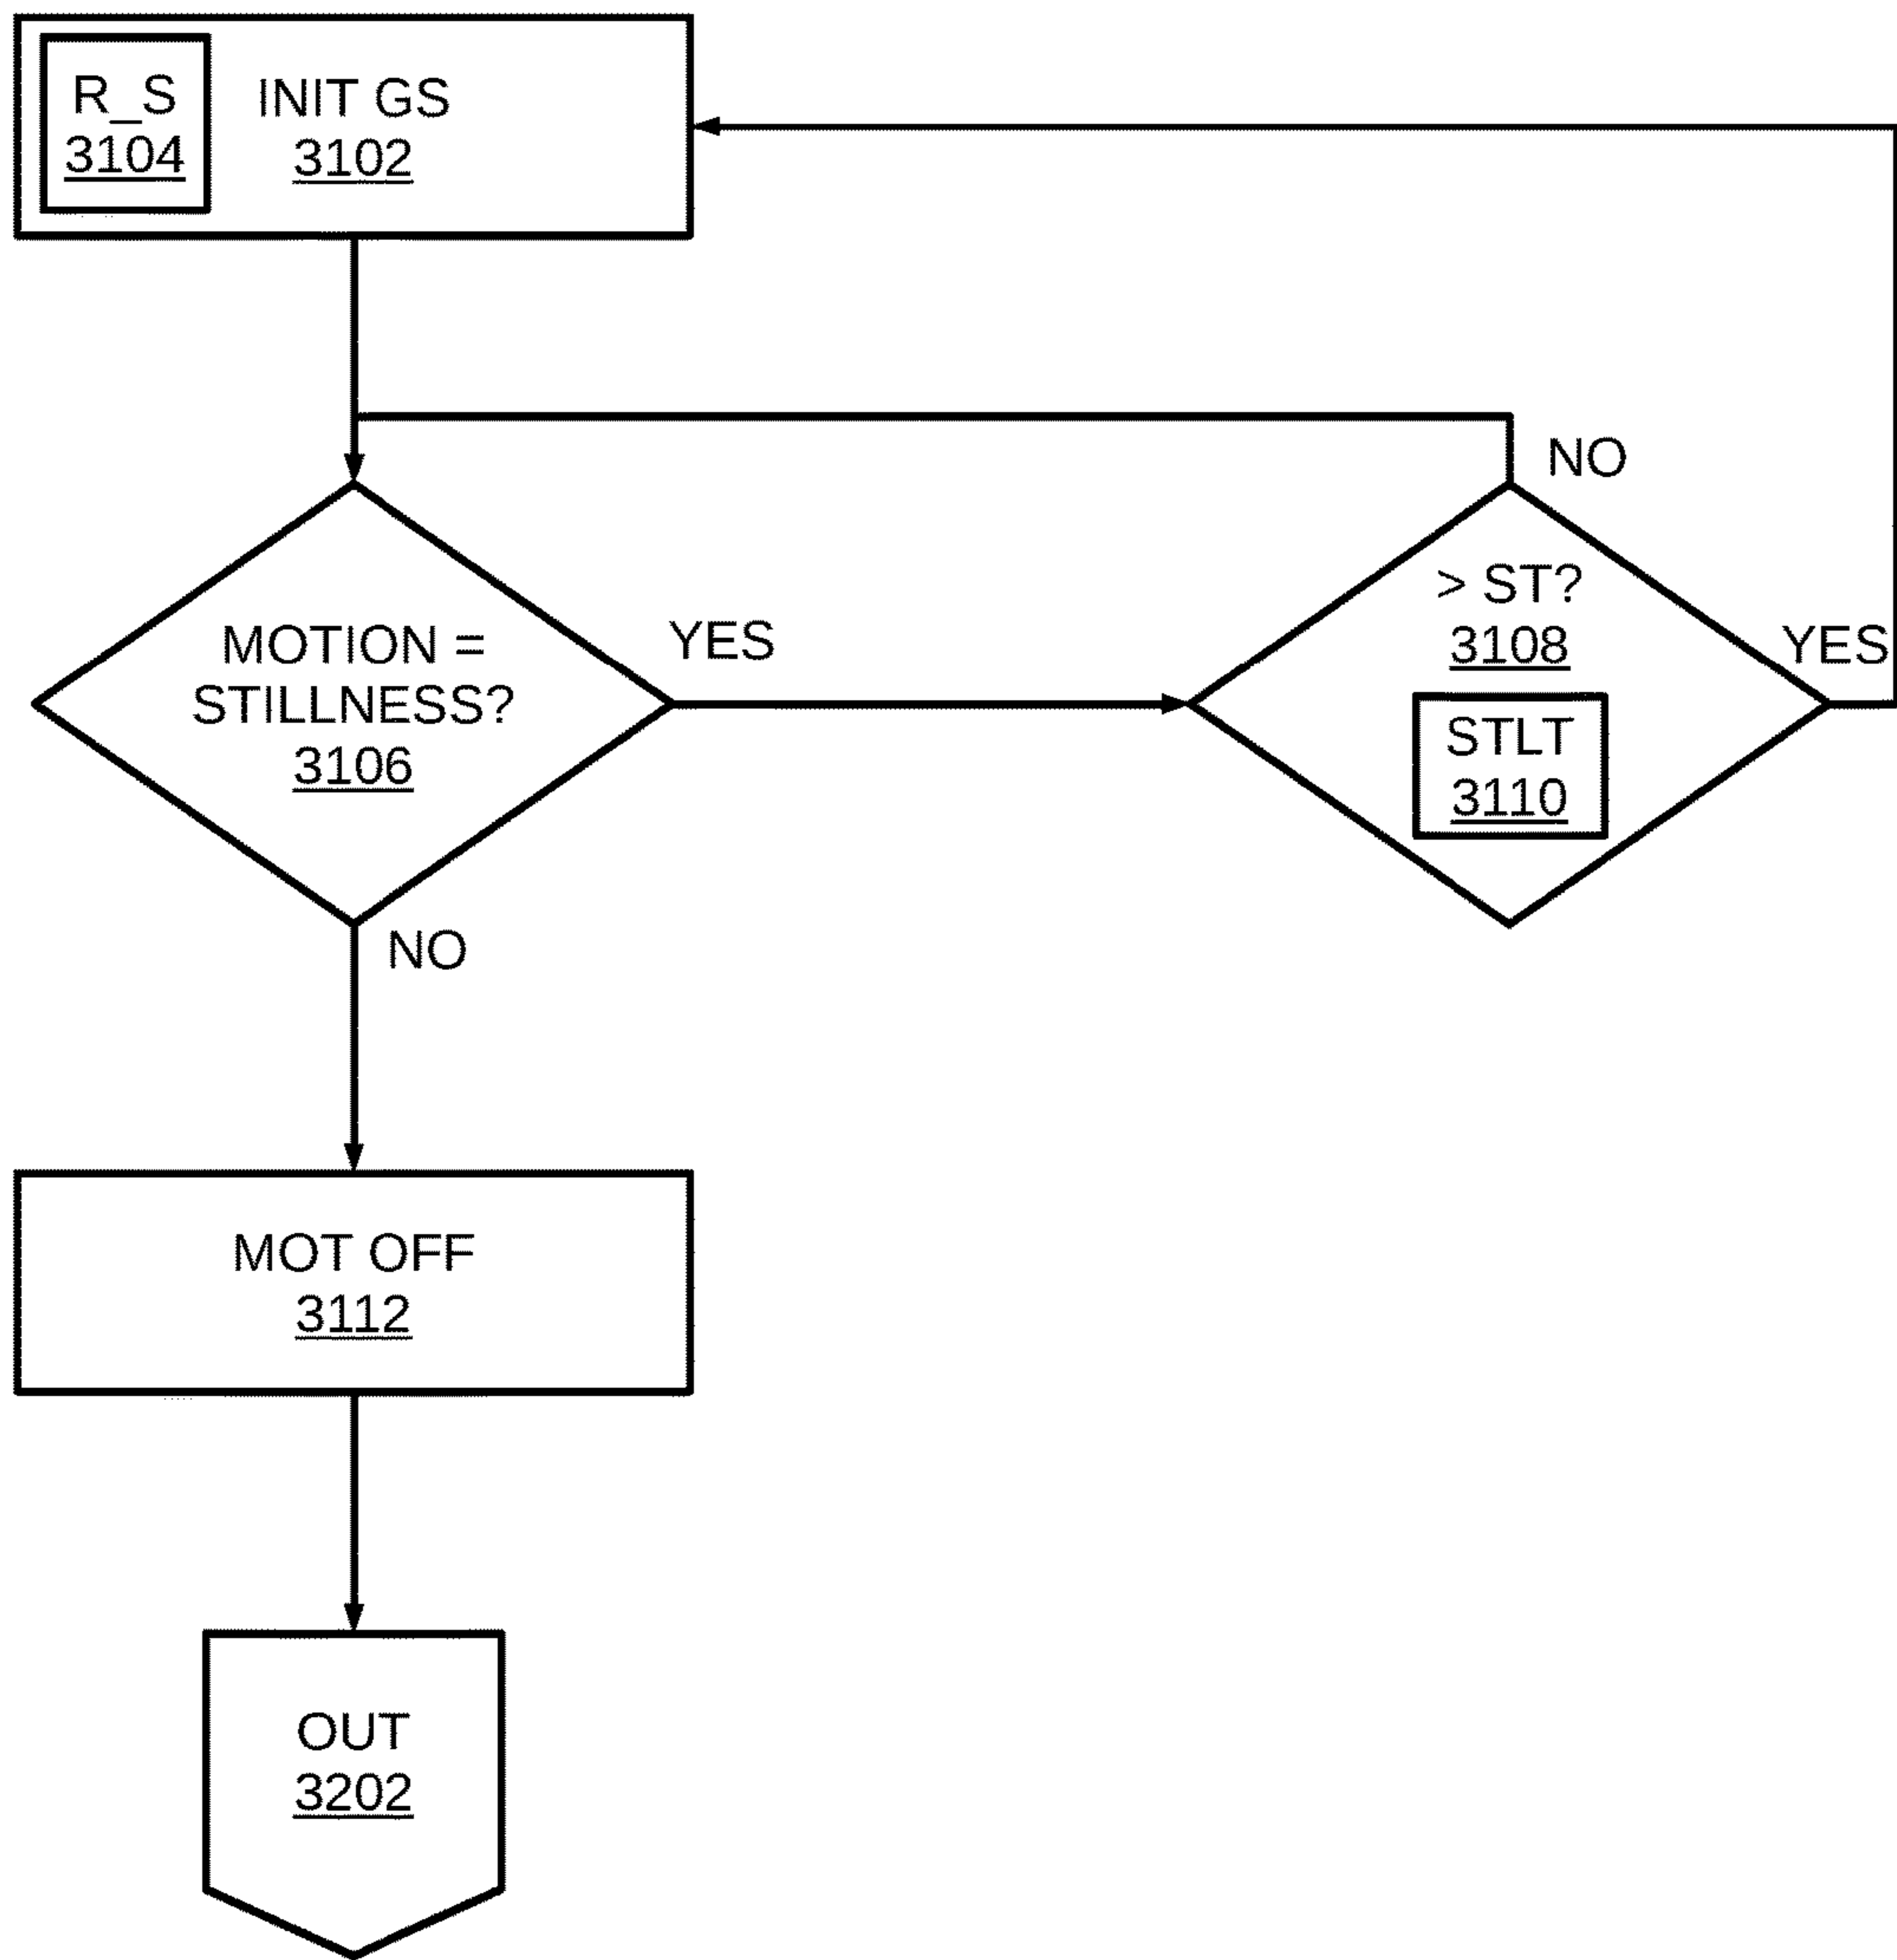 R_S
3104
INIT GS
3102
NO
MOTION =
STILLNESS?
3106
YES
> ST?
3108
STLT
3110
YES
NO
MOT OFF
3112
OUT
3202